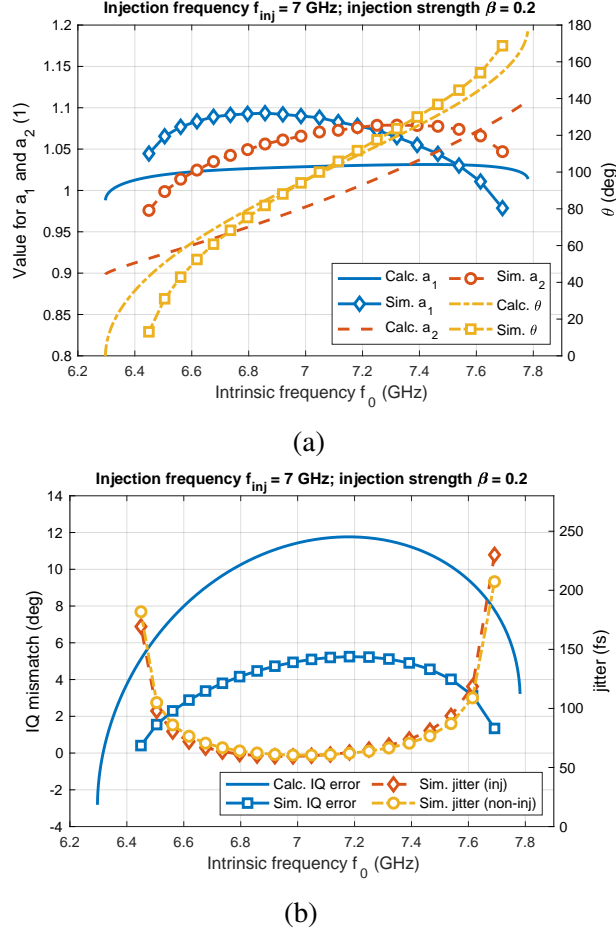 Injection frequency f_inj = 7 GHz; injection strength β = 0.2
1.2
1.15
1.1
1.05
1
0.95
0.9
0.85
0.8
Value for a_1 and a_2 (1)
180
160
140
120
100
80
60
40
20
0
θ (deg)
Calc. a_1
Sim. a_1
Calc. a_2
Sim. a_2
Calc. θ
Sim. θ
6.2 6.4 6.6 6.8 7 7.2 7.4 7.6 7.8
Intrinsic frequency f_0 (GHz)
(a)
Injection frequency f_inj = 7 GHz; injection strength β = 0.2
14
12
10
8
6
4
2
0
-2
-4
IQ mismatch (deg)
250
200
150
100
50
0
jitter (fs)
Calc. IQ error
Sim. IQ error
Sim. jitter (inj)
Sim. jitter (non-inj)
6.2 6.4 6.6 6.8 7 7.2 7.4 7.6 7.8
Intrinsic frequency f_0 (GHz)
(b)